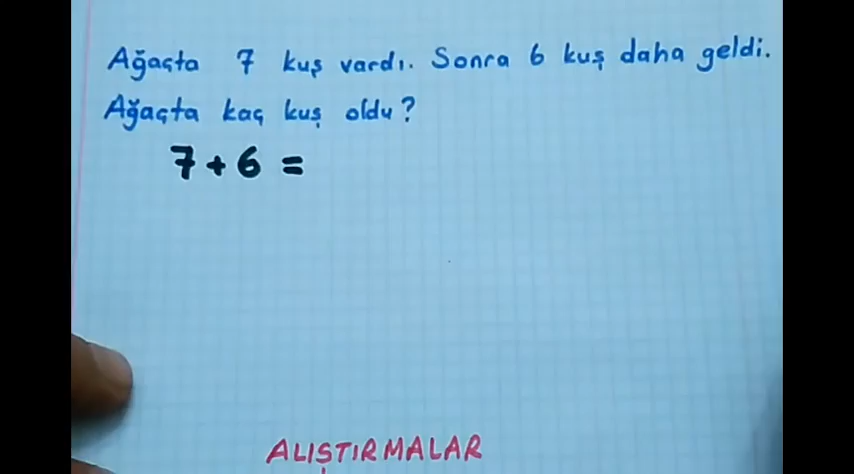 Ağaçta 7 kuş vardı. Sonra 6 kuş daha geldi.
Ağaçta kaç kuş oldu?
7+6=
ALIŞTIRMALAR